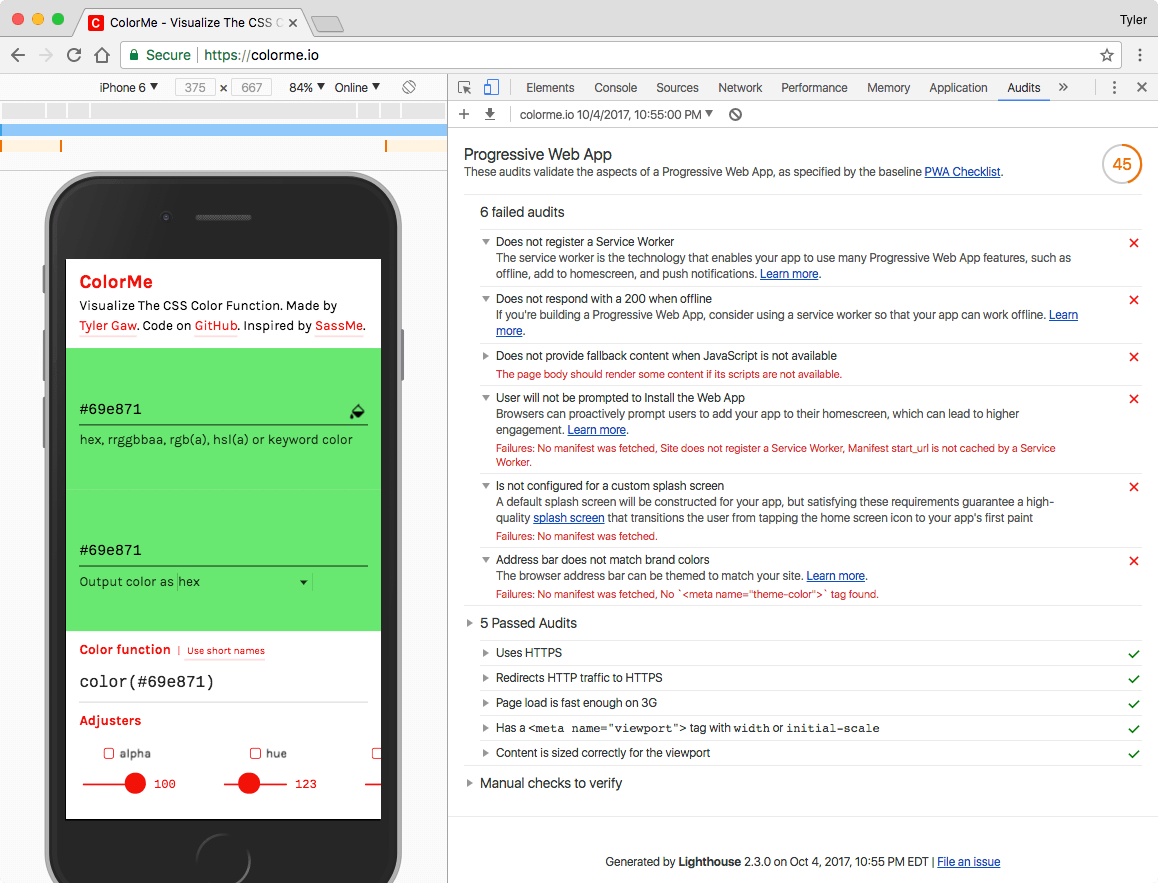 C ColorMe - Visualize The CSS C
Tyler
Secure https://colorme.io
iPhone 6 375 × 667 84% Online
Elements Console Sources Network Performance Memory Application Audits
colorme.io 10/4/2017, 10:55:00 PM
ColorMe
Visualize The CSS Color Function. Made by
Tyler Gaw. Code on GitHub. Inspired by SassMe.
#69e871
hex, rrggbbaa, rgb(a), hsl(a) or keyword color
#69e871
Output color as hex
Color function | Use short names
color(#69e871)
Adjusters
alpha hue
100 123
Progressive Web App
These audits validate the aspects of a Progressive Web App, as specified by the baseline PWA Checklist.
45
6 failed audits
Does not register a Service Worker
The service worker is the technology that enables your app to use many Progressive Web App features, such as
offline, add to homescreen, and push notifications. Learn more.
Does not respond with a 200 when offline
If you're building a Progressive Web App, consider using a service worker so that your app can work offline. Learn
more.
Does not provide fallback content when JavaScript is not available
The page body should render some content if its scripts are not available.
User will not be prompted to Install the Web App
Browsers can proactively prompt users to add your app to their homescreen, which can lead to higher
engagement. Learn more.
Failures: No manifest was fetched, Site does not register a Service Worker, Manifest start_url is not cached by a Service
Worker.
Is not configured for a custom splash screen
A default splash screen will be constructed for your app, but satisfying these requirements guarantee a high-
quality splash screen that transitions the user from tapping the home screen icon to your app's first paint
Failures: No manifest was fetched.
Address bar does not match brand colors
The browser address bar can be themed to match your site. Learn more.
Failures: No manifest was fetched, No `<meta name="theme-color">` tag found.
5 Passed Audits
Uses HTTPS
Redirects HTTP traffic to HTTPS
Page load is fast enough on 3G
Has a <meta name="viewport"> tag with width or initial-scale
Content is sized correctly for the viewport
Manual checks to verify
Generated by Lighthouse 2.3.0 on Oct 4, 2017, 10:55 PM EDT | File an issue